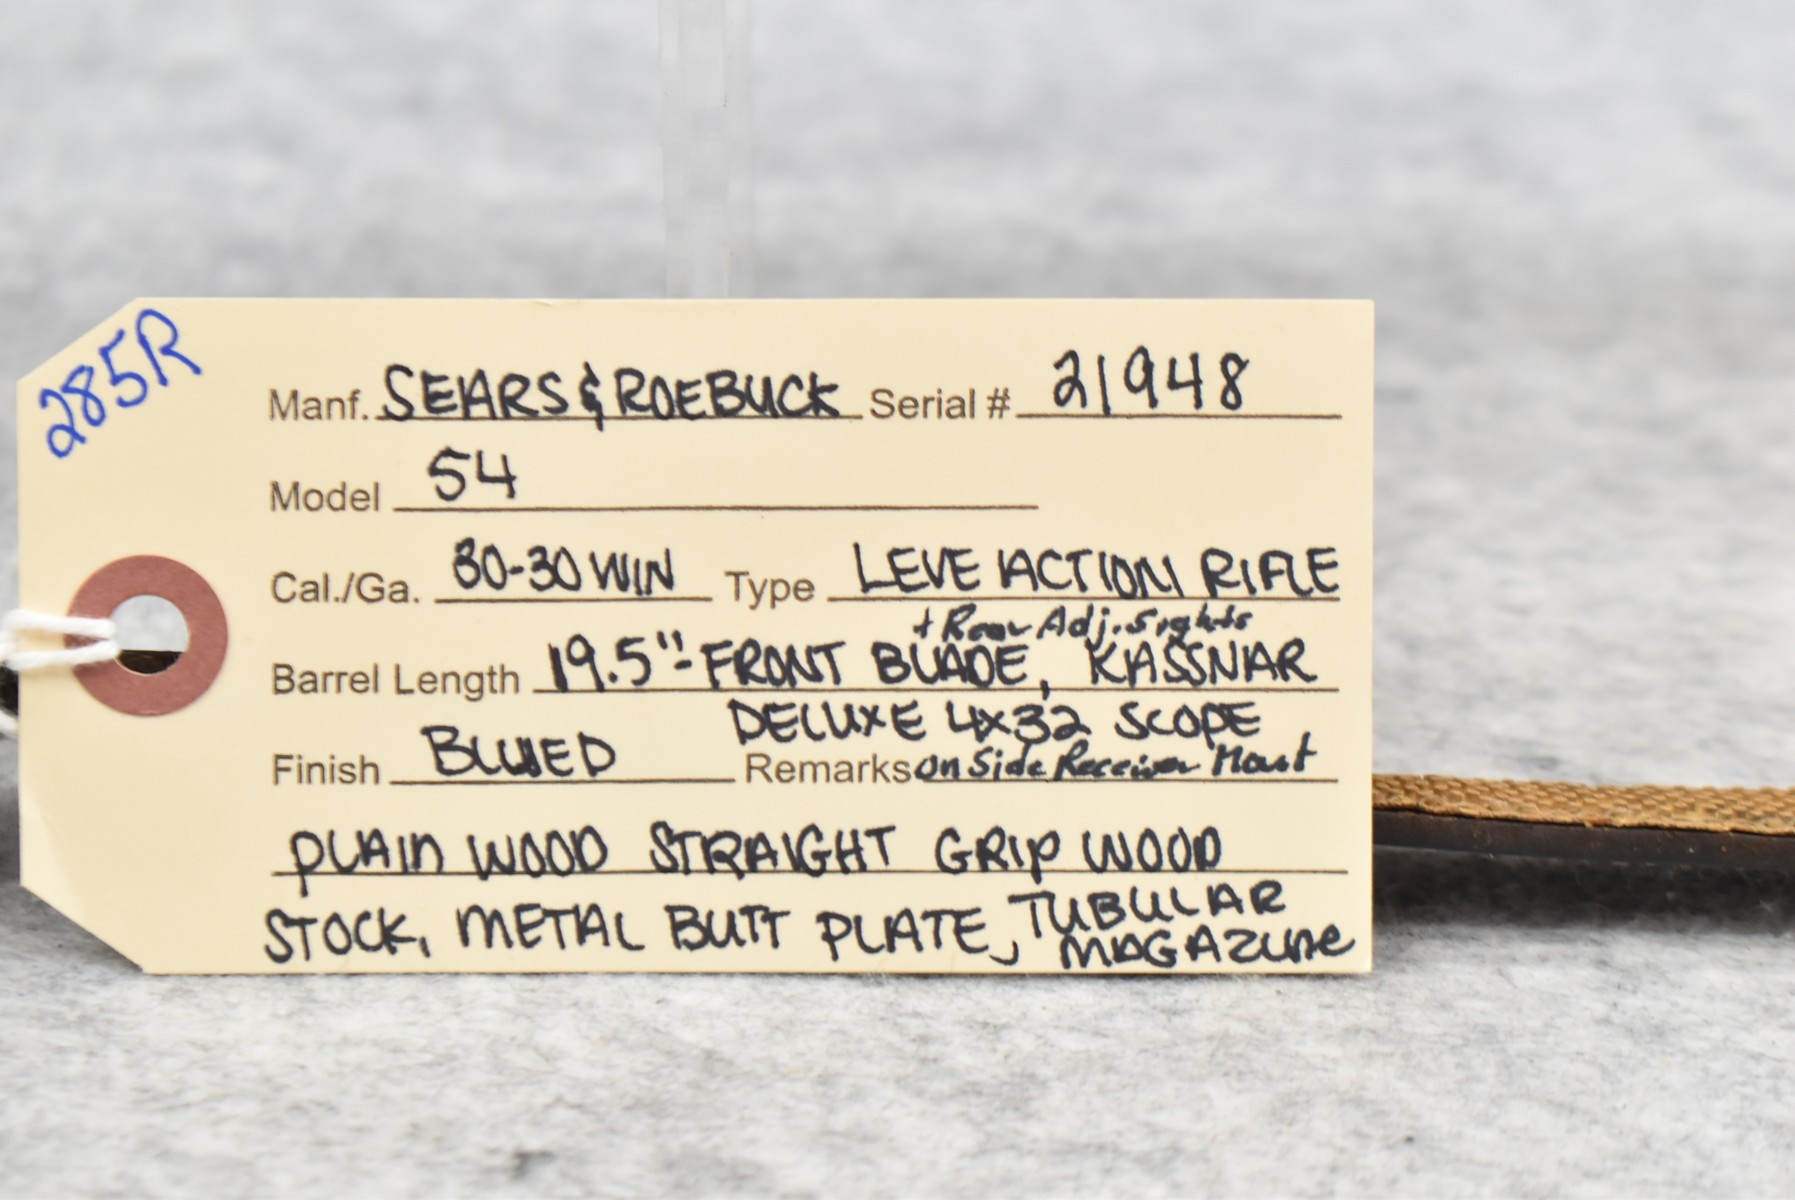 285R
Manf. SEARS & ROEBUCK Serial # 21948
Model 54
Cal./Ga. 30-30 WIN Type LEVE ACTION RIFLE
+ Rear Adj. Sights
Barrel Length 19.5"- FRONT BLADE, KASSNAR
DELUXE 4x32 SCOPE
Finish BLUED Remarks on Side Receiver Mount
PLAIN WOOD STRAIGHT GRIP WOOD
STOCK, METAL BUTT PLATE, TUBULAR
MAGAZINE